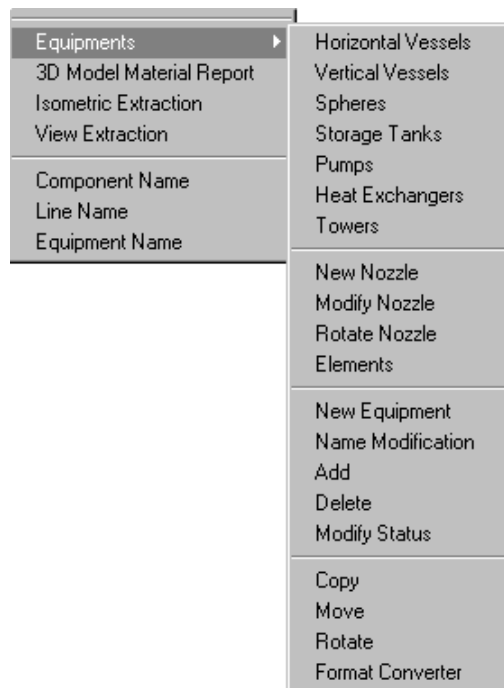 Equipments
3D Model Material Report
Isometric Extraction
View Extraction
Component Name
Line Name
Equipment Name
Horizontal Vessels
Vertical Vessels
Spheres
Storage Tanks
Pumps
Heat Exchangers
Towers
New Nozzle
Modify Nozzle
Rotate Nozzle
Elements
New Equipment
Name Modification
Add
Delete
Modify Status
Copy
Move
Rotate
Format Converter